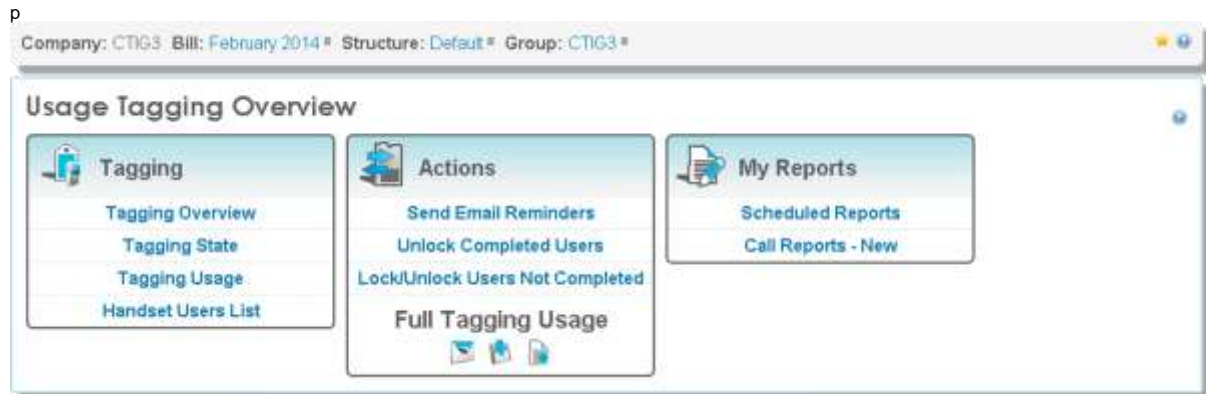 p
Company: CTIG3 Bill: February 2014 Structure: Default Group: CTIG3
Usage Tagging Overview
Tagging
Tagging Overview
Tagging State
Tagging Usage
Handset Users List
Actions
Send Email Reminders
Unlock Completed Users
Lock/Unlock Users Not Completed
Full Tagging Usage
My Reports
Scheduled Reports
Call Reports - New